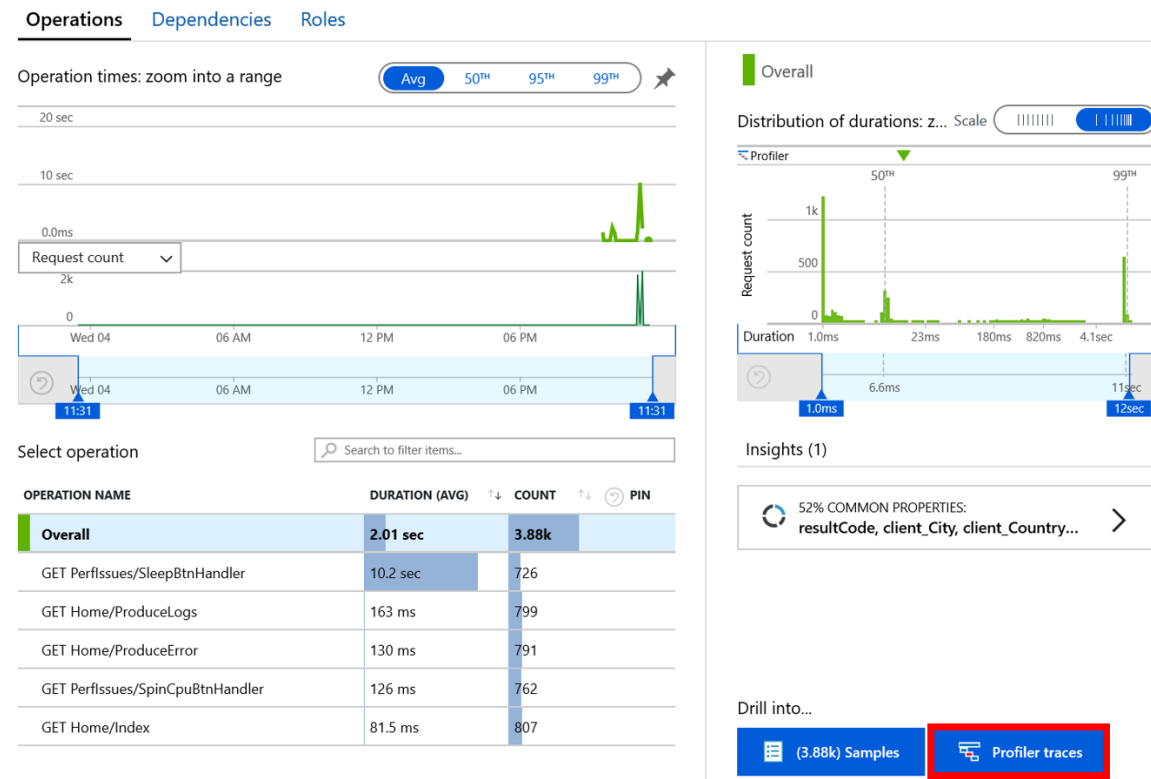 Operations Dependencies Roles
Operation times: zoom into a range
Avg 50TH 95TH 99TH
20 sec
10 sec
0.0ms
Request count
2k
0
Wed 04 06 AM 12 PM 06 PM
Wed 04 06 AM 12 PM 06 PM
11:31 11:31
Select operation
Search to filter items...
OPERATION NAME DURATION (AVG) COUNT PIN
Overall 2.01 sec 3.88k
GET PerfIssues/SleepBtnHandler 10.2 sec 726
GET Home/ProduceLogs 163 ms 799
GET Home/ProduceError 130 ms 791
GET PerfIssues/SpinCpuBtnHandler 126 ms 762
GET Home/Index 81.5 ms 807
Overall
Distribution of durations: z... Scale
Profiler
50TH 99TH
Request count
1k
500
0
Duration 1.0ms 23ms 180ms 820ms 4.1sec
6.6ms 11sec
1.0ms 12sec
Insights (1)
52% COMMON PROPERTIES:
resultCode, client_City, client_Country...
Drill into...
(3.88k) Samples Profiler traces